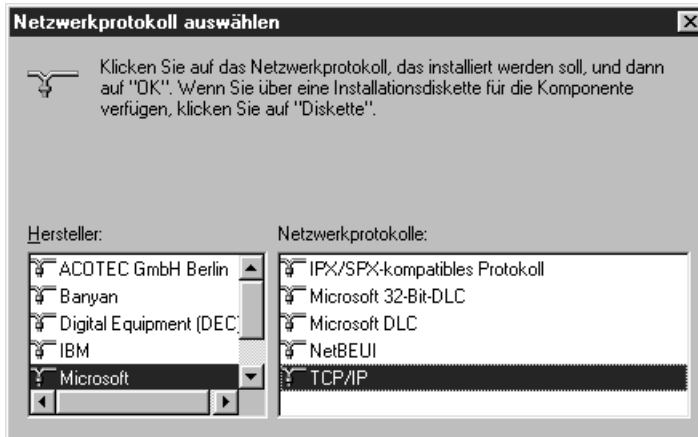 Netzwerkprotokoll auswählen
Klicken Sie auf das Netzwerkprotokoll, das installiert werden soll, und dann
auf "OK". Wenn Sie über eine Installationsdiskette für die Komponente
verfügen, klicken Sie auf "Diskette".
Hersteller:
ACOTEC GmbH Berlin
Banyan
Digital Equipment (DEC)
IBM
Microsoft
Netzwerkprotokolle:
IPX/SPX-kompatibles Protokoll
Microsoft 32-Bit-DLC
Microsoft DLC
NetBEUI
TCP/IP